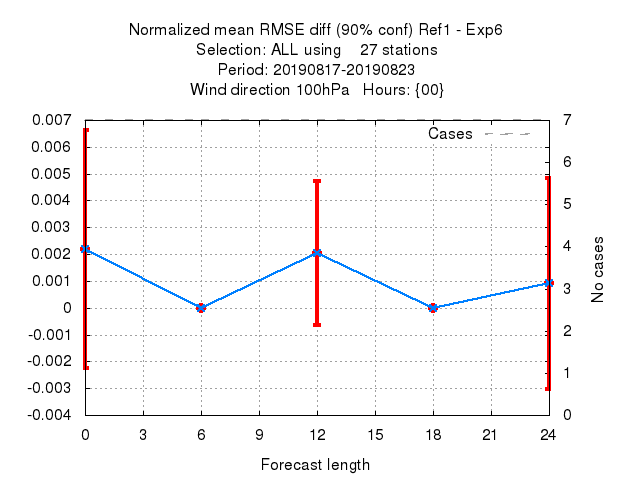 Normalized mean RMSE diff (90% conf) Ref1 - Exp6
Selection: ALL using    27 stations
Period: 20190817-20190823
Wind direction 100hPa   Hours: {00}
Cases
0.007
0.006
0.005
0.004
0.003
0.002
0.001
0
-0.001
-0.002
-0.003
-0.004
7
6
5
4
3
2
1
0
No cases
0 3 6 9 12 15 18 21 24
Forecast length